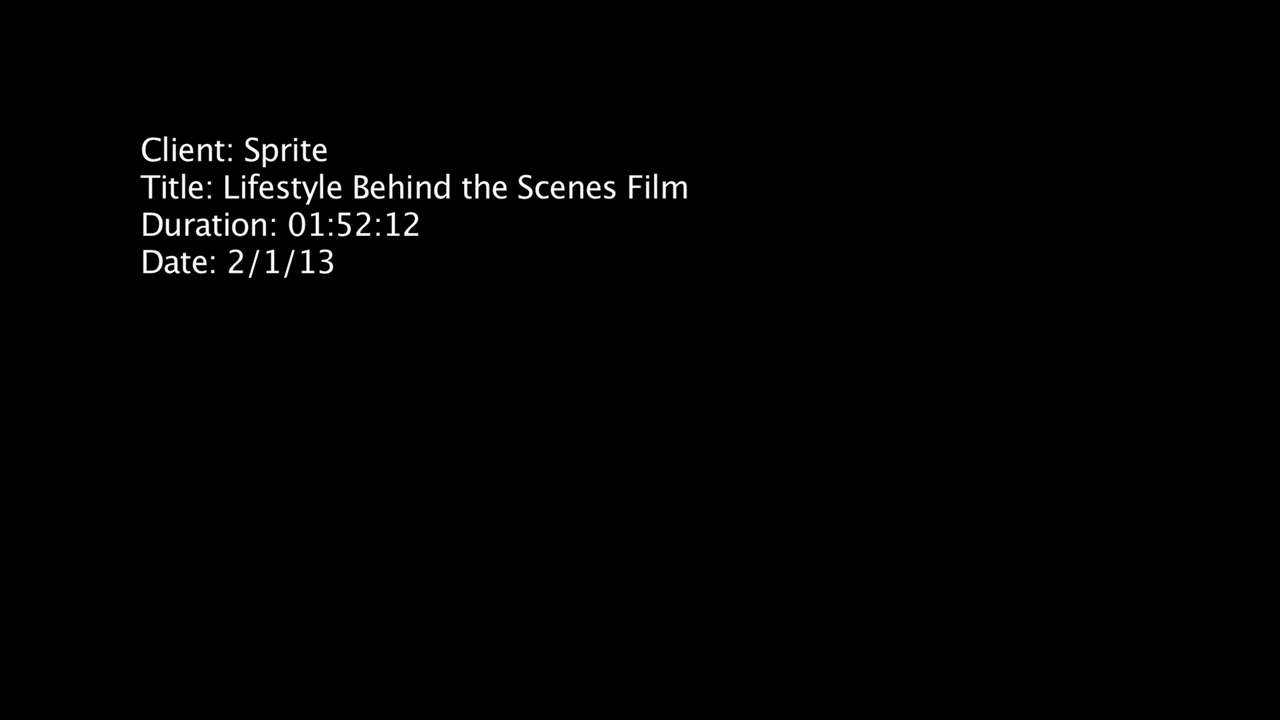 Client: Sprite
Title: Lifestyle Behind the Scenes Film
Duration: 01:52:12
Date: 2/1/13